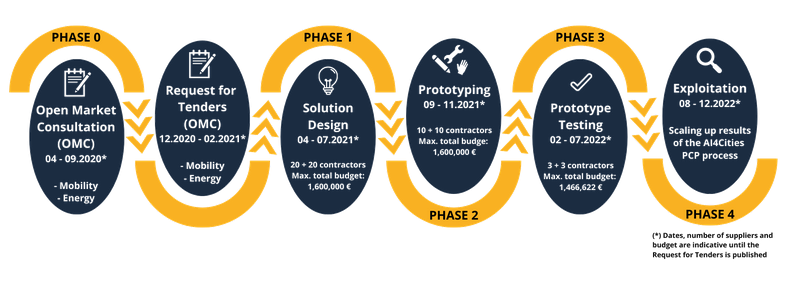 PHASE 0
Open Market
Consultation
(OMC)
04 - 09.2020*
- Mobility
- Energy
Request for
Tenders
(OMC)
12.2020 - 02.2021*
- Mobility
- Energy
PHASE 1
Solution
Design
04 - 07.2021*
20 + 20 contractors
Max. total budget:
1,600,000 €
Prototyping
09 - 11.2021*
10 + 10 contractors
Max. total budge:
1,600,000 €
PHASE 2
PHASE 3
Prototype
Testing
02 - 07.2022*
3 + 3 contractors
Max. total budget:
1,466,622 €
Exploitation
08 - 12.2022*
Scaling up results
of the AI4Cities
PCP process
PHASE 4
(*) Dates, number of suppliers and
budget are indicative until the
Request for Tenders is published